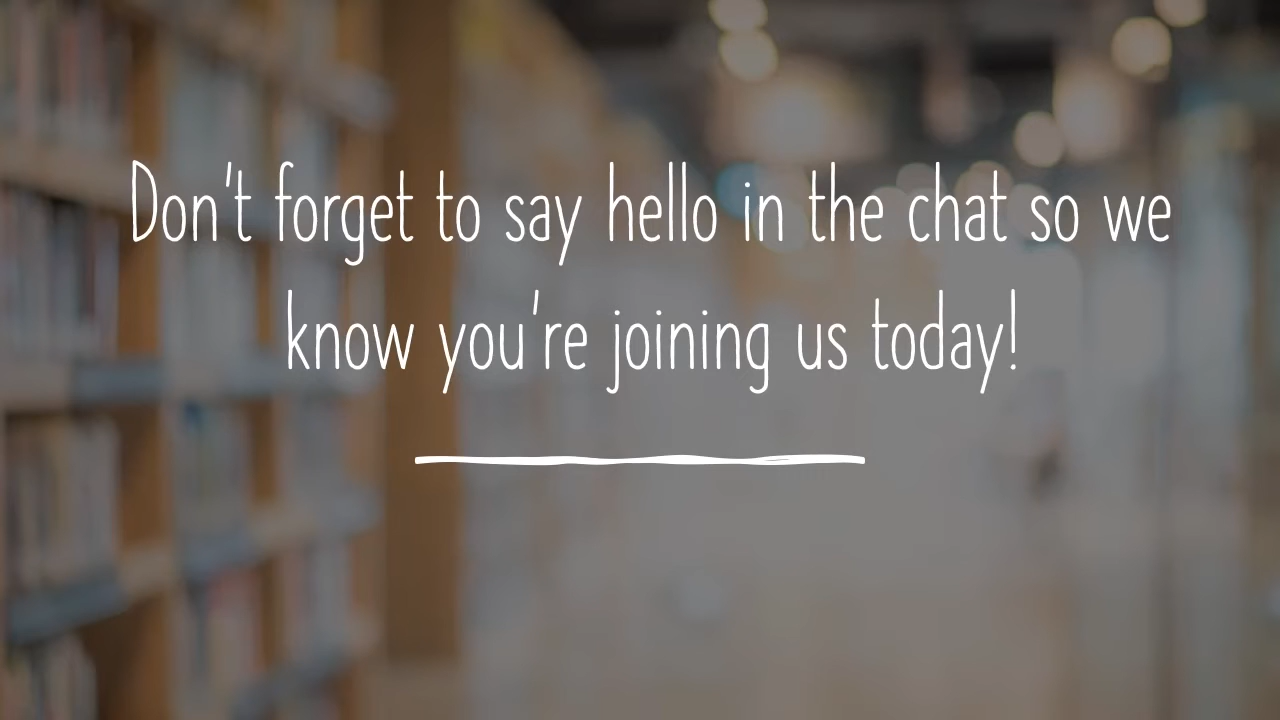 Don't forget to say hello in the chat so we
know you're joining us today!